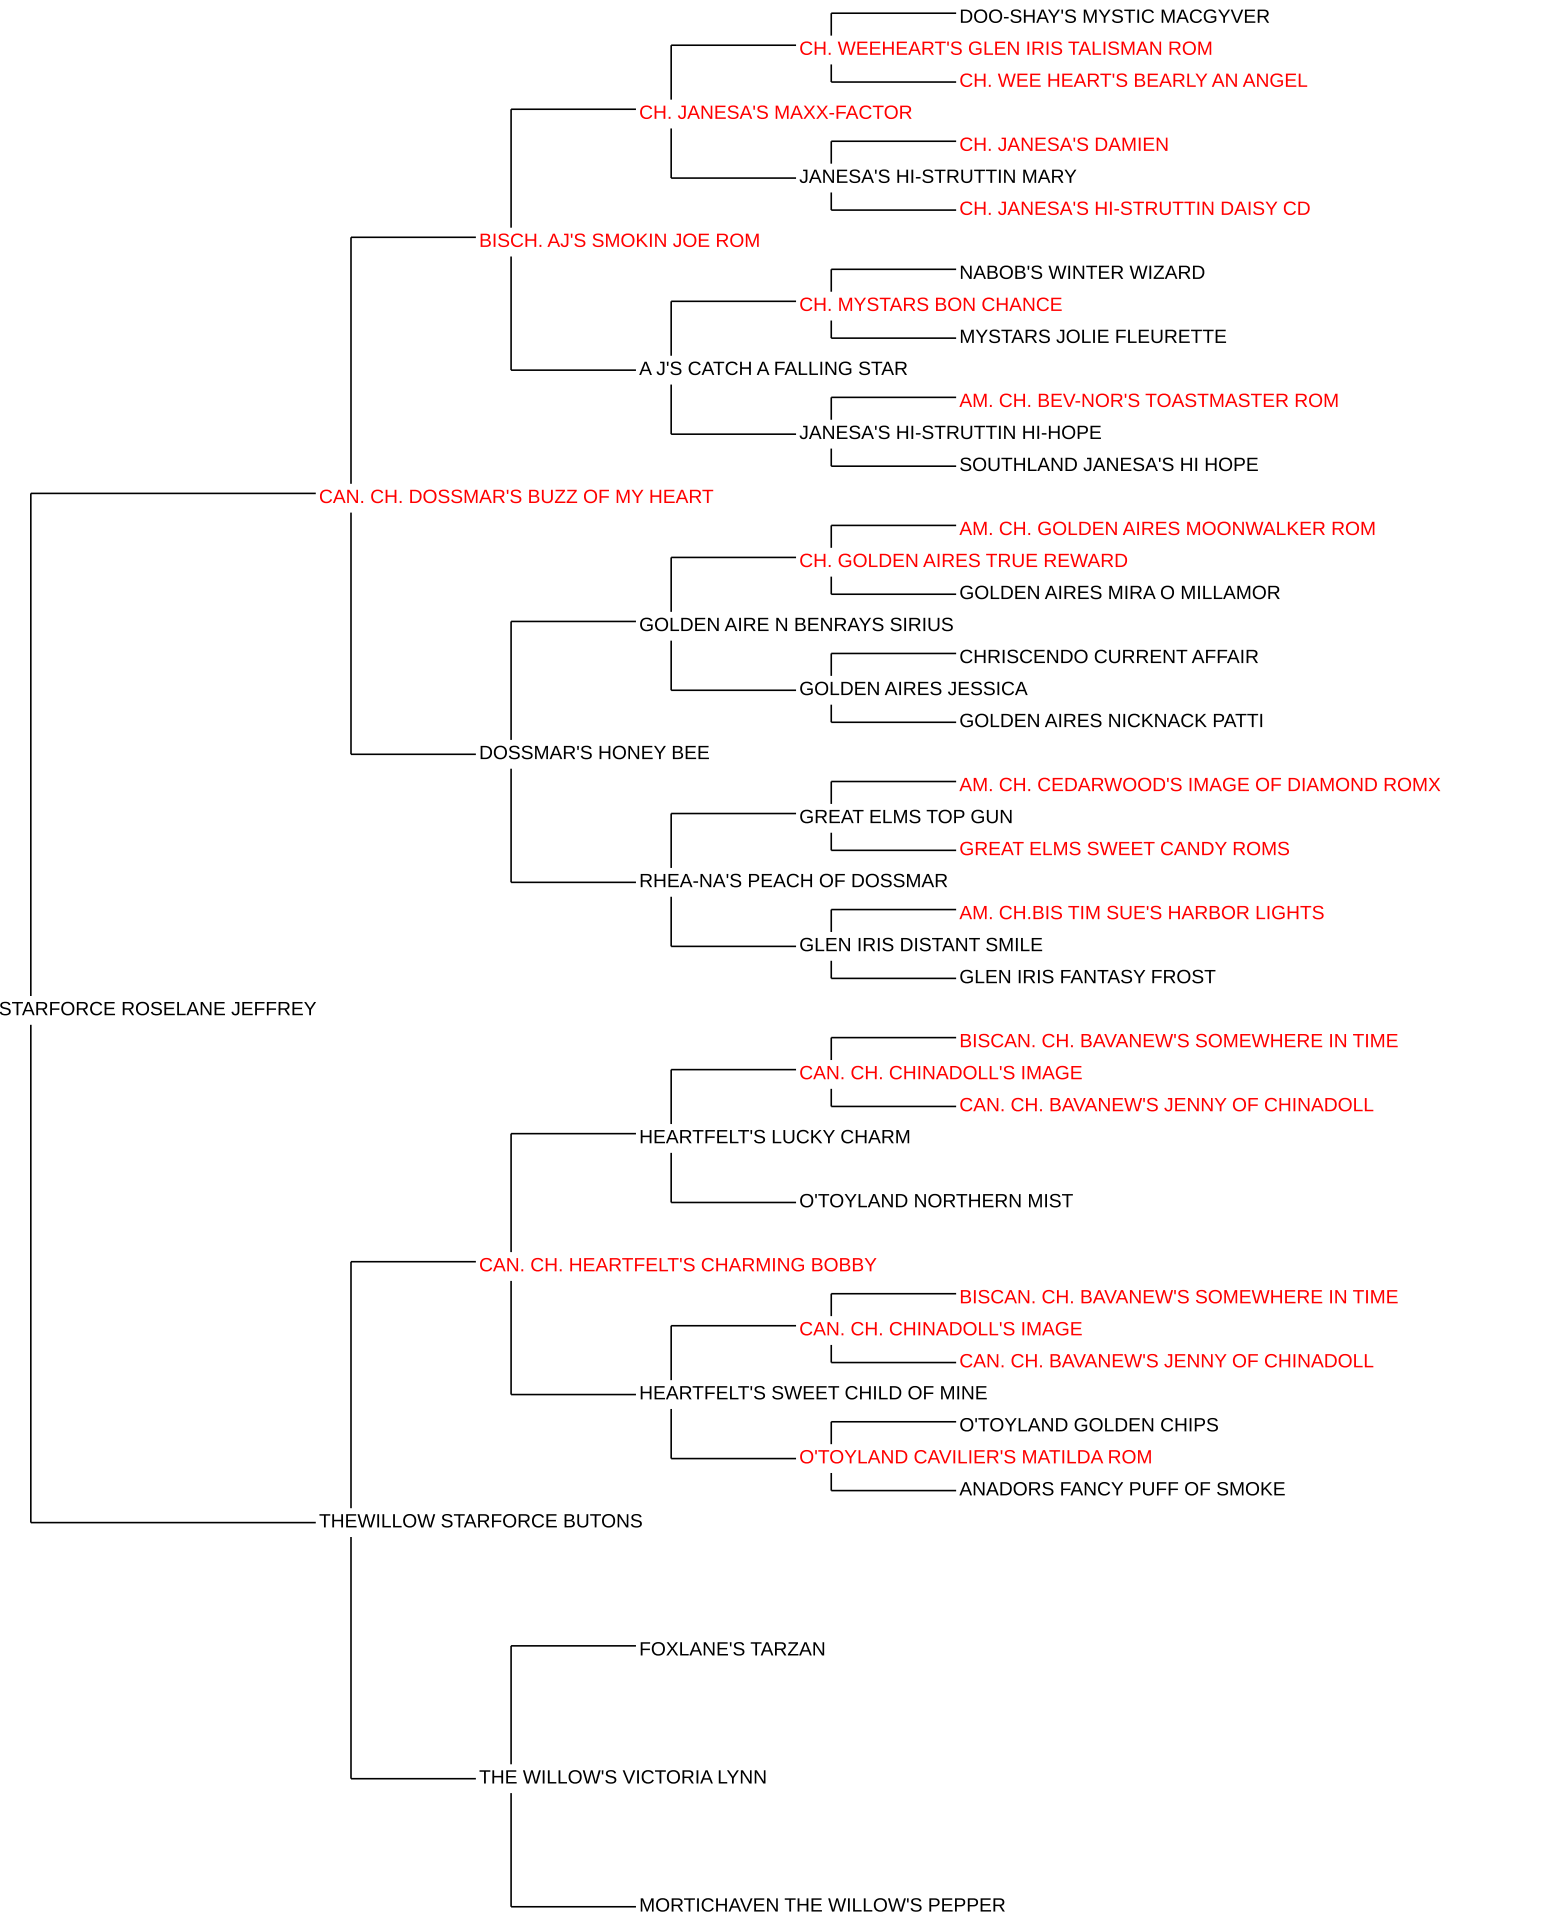 DOO-SHAY'S MYSTIC MACGYVER
CH. WEEHEART'S GLEN IRIS TALISMAN ROM
CH. WEE HEART'S BEARLY AN ANGEL
CH. JANESA'S MAXX-FACTOR
CH. JANESA'S DAMIEN
JANESA'S HI-STRUTTIN MARY
CH. JANESA'S HI-STRUTTIN DAISY CD
BISCH. AJ'S SMOKIN JOE ROM
NABOB'S WINTER WIZARD
CH. MYSTARS BON CHANCE
MYSTARS JOLIE FLEURETTE
A J'S CATCH A FALLING STAR
AM. CH. BEV-NOR'S TOASTMASTER ROM
JANESA'S HI-STRUTTIN HI-HOPE
SOUTHLAND JANESA'S HI HOPE
CAN. CH. DOSSMAR'S BUZZ OF MY HEART
AM. CH. GOLDEN AIRES MOONWALKER ROM
CH. GOLDEN AIRES TRUE REWARD
GOLDEN AIRES MIRA O MILLAMOR
GOLDEN AIRE N BENRAYS SIRIUS
CHRISCENDO CURRENT AFFAIR
GOLDEN AIRES JESSICA
GOLDEN AIRES NICKNACK PATTI
DOSSMAR'S HONEY BEE
AM. CH. CEDARWOOD'S IMAGE OF DIAMOND ROMX
GREAT ELMS TOP GUN
GREAT ELMS SWEET CANDY ROMS
RHEA-NA'S PEACH OF DOSSMAR
AM. CH.BIS TIM SUE'S HARBOR LIGHTS
GLEN IRIS DISTANT SMILE
GLEN IRIS FANTASY FROST
STARFORCE ROSELANE JEFFREY
BISCAN. CH. BAVANEW'S SOMEWHERE IN TIME
CAN. CH. CHINADOLL'S IMAGE
CAN. CH. BAVANEW'S JENNY OF CHINADOLL
HEARTFELT'S LUCKY CHARM
O'TOYLAND NORTHERN MIST
CAN. CH. HEARTFELT'S CHARMING BOBBY
BISCAN. CH. BAVANEW'S SOMEWHERE IN TIME
CAN. CH. CHINADOLL'S IMAGE
CAN. CH. BAVANEW'S JENNY OF CHINADOLL
HEARTFELT'S SWEET CHILD OF MINE
O'TOYLAND GOLDEN CHIPS
O'TOYLAND CAVILIER'S MATILDA ROM
ANADORS FANCY PUFF OF SMOKE
THEWILLOW STARFORCE BUTONS
FOXLANE'S TARZAN
THE WILLOW'S VICTORIA LYNN
MORTICHAVEN THE WILLOW'S PEPPER